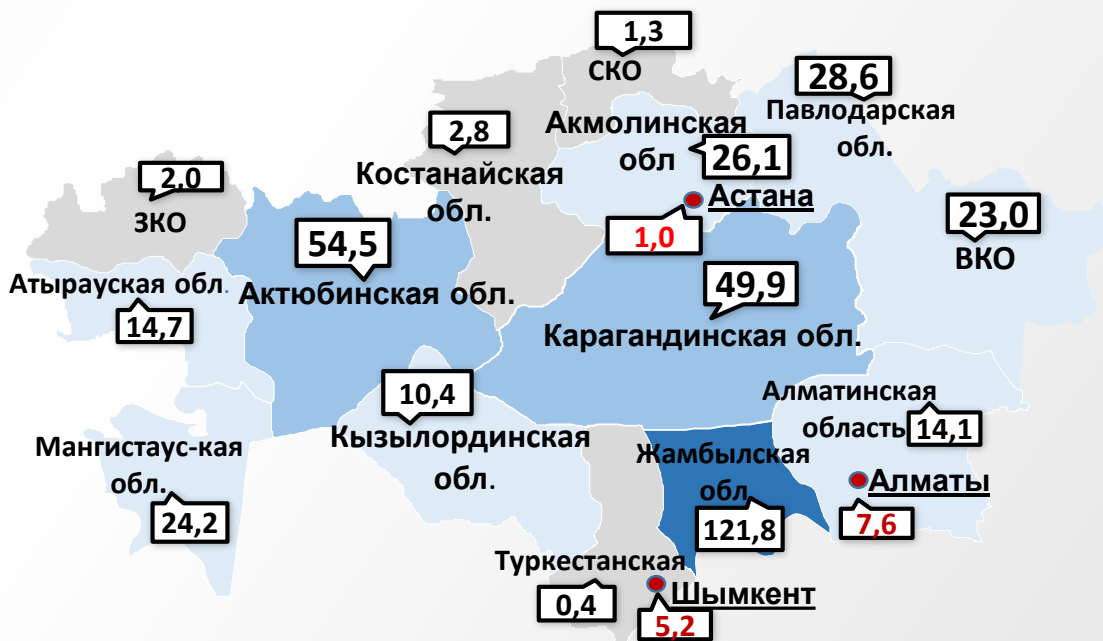 1,3
СКО
28,6
Павлодарская
обл.
2,8
Костанайская
обл.
Акмолинская
обл
26,1
Астана
1,0
2,0
ЗКО
54,5
Актюбинская обл.
23,0
ВКО
Атырауская обл.
14,7
49,9
Карагандинская обл.
10,4
Кызылординская
обл.
Алматинская
область
14,1
Мангистаус-кая
обл.
24,2
Жамбылская
обл
121,8
Алматы
7,6
Туркестанская
0,4
Шымкент
5,2